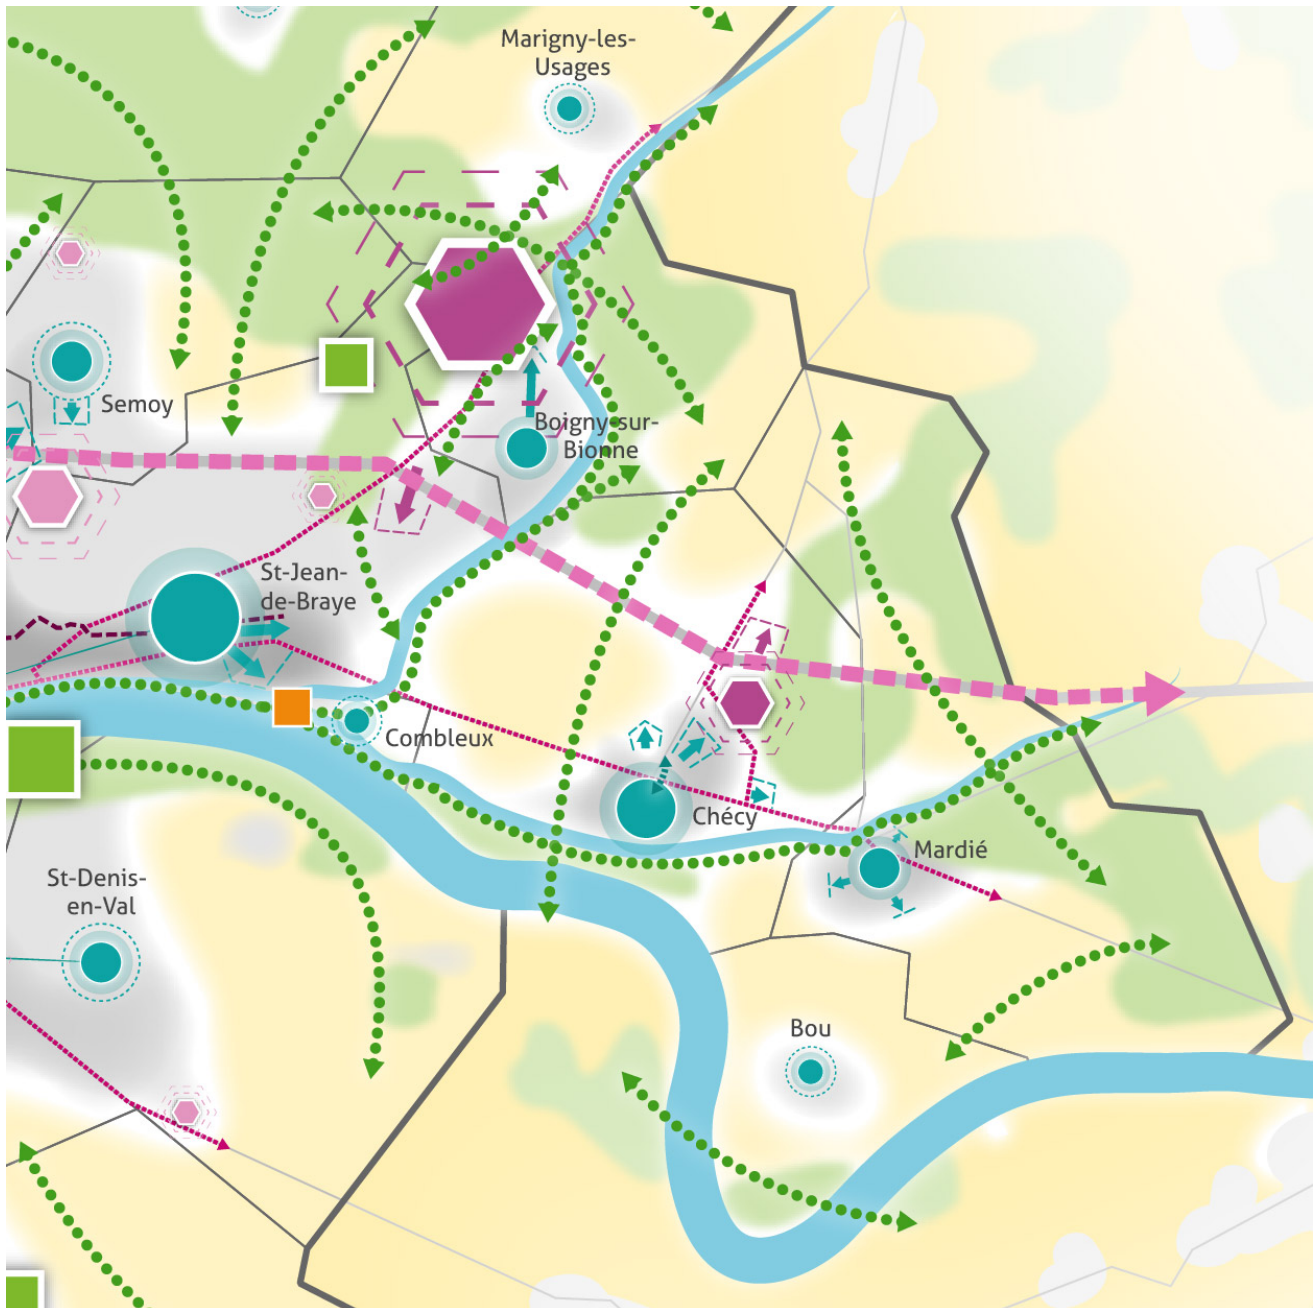 Marigny-les-
Usages
Semoy
Boigny-sur-
Bionne
St-Jean-
de-Braye
Combleux
Chécy
Mardié
St-Denis-
en-Val
Bou